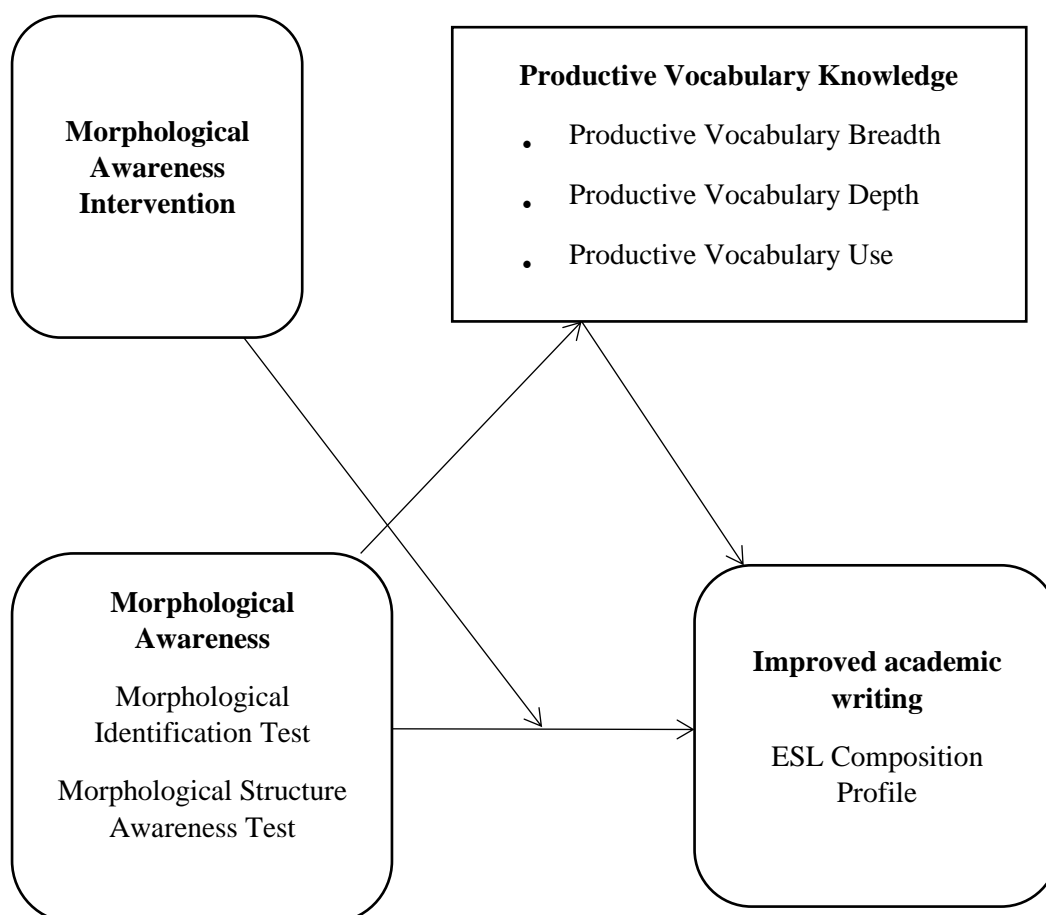 Morphological
Awareness
Intervention
Productive Vocabulary Knowledge
• Productive Vocabulary Breadth
• Productive Vocabulary Depth
• Productive Vocabulary Use
Morphological
Awareness
Morphological
Identification Test
Morphological Structure
Awareness Test
Improved academic
writing
ESL Composition
Profile